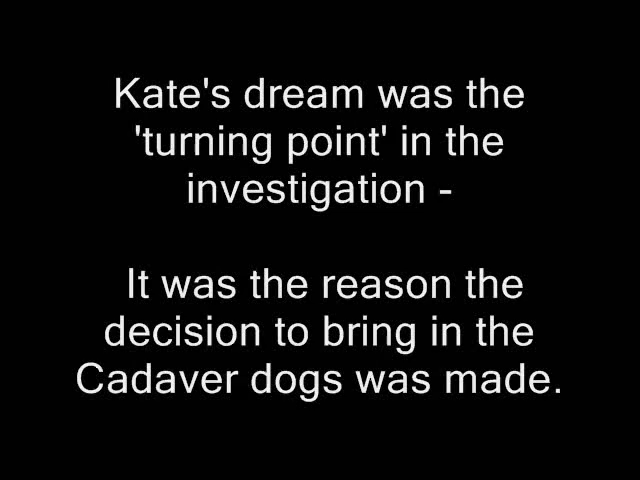 Kate's dream was the
'turning point' in the
investigation -
It was the reason the
decision to bring in the
Cadaver dogs was made.